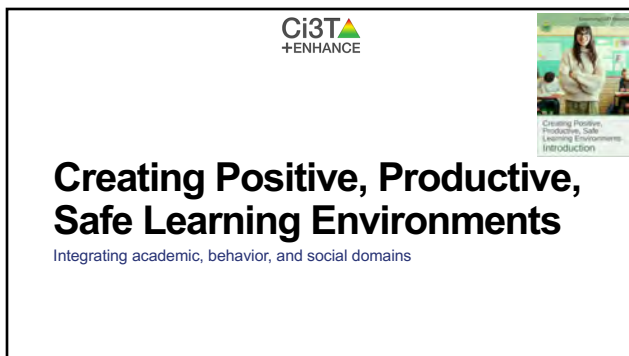 Ci3T
+ENHANCE
Creating Positive,
Productive, Safe
Learning Environments
Introduction
Creating Positive, Productive,
Safe Learning Environments
Integrating academic, behavior, and social domains